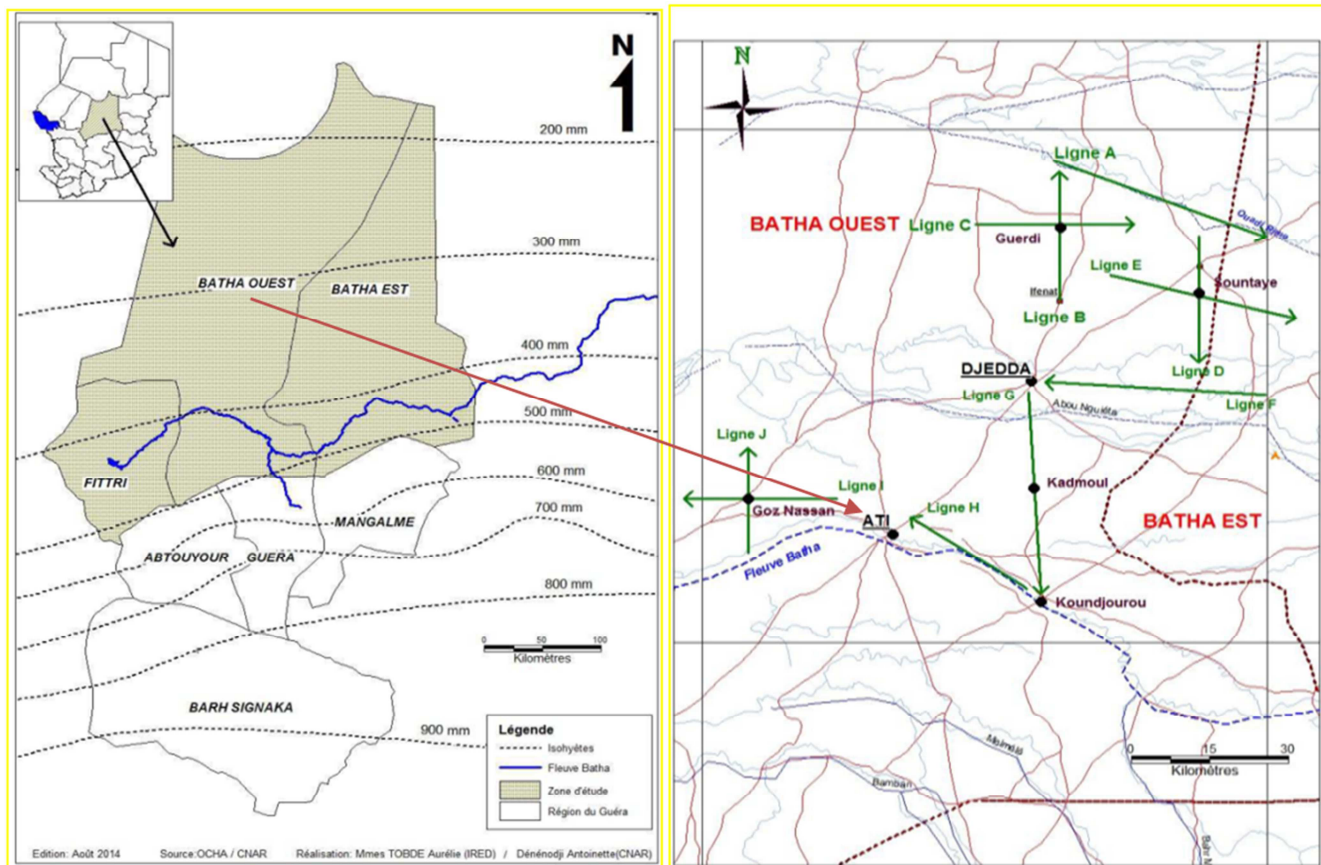 N
200 mm
300 mm
BATHA OUEST
BATHA EST
400 mm
500 mm
FITTRI
600 mm
MANGALME
700 mm
ABTOUYOUR
GUERA
800 mm
0 50 100
Kilomètres
BARH SIGNAKA
900 mm
Légende
Isohyètes
Fleuve Batha
Zone d'étude
Région du Guéra
Edition: Août 2014
Source:OCHA / CNAR
Réalisation: Mmes TOBDE Aurélie (IRED) / Dénénodji Antoinette(CNAR)
N
Ligne A
BATHA OUEST
Ligne C
Guerdi
Ouadi Rime
Ligne E
Sountaye
Ifenat
Ligne B
DJEDDA
Ligne D
Ligne G
Abou Nguiéta
Ligne F
Ligne J
Ligne I
Kadmoul
Goz Nassan
ATI
Ligne H
BATHA EST
Fleuve Batha
Koundjourou
0 15 30
Kilomètres
Bamban